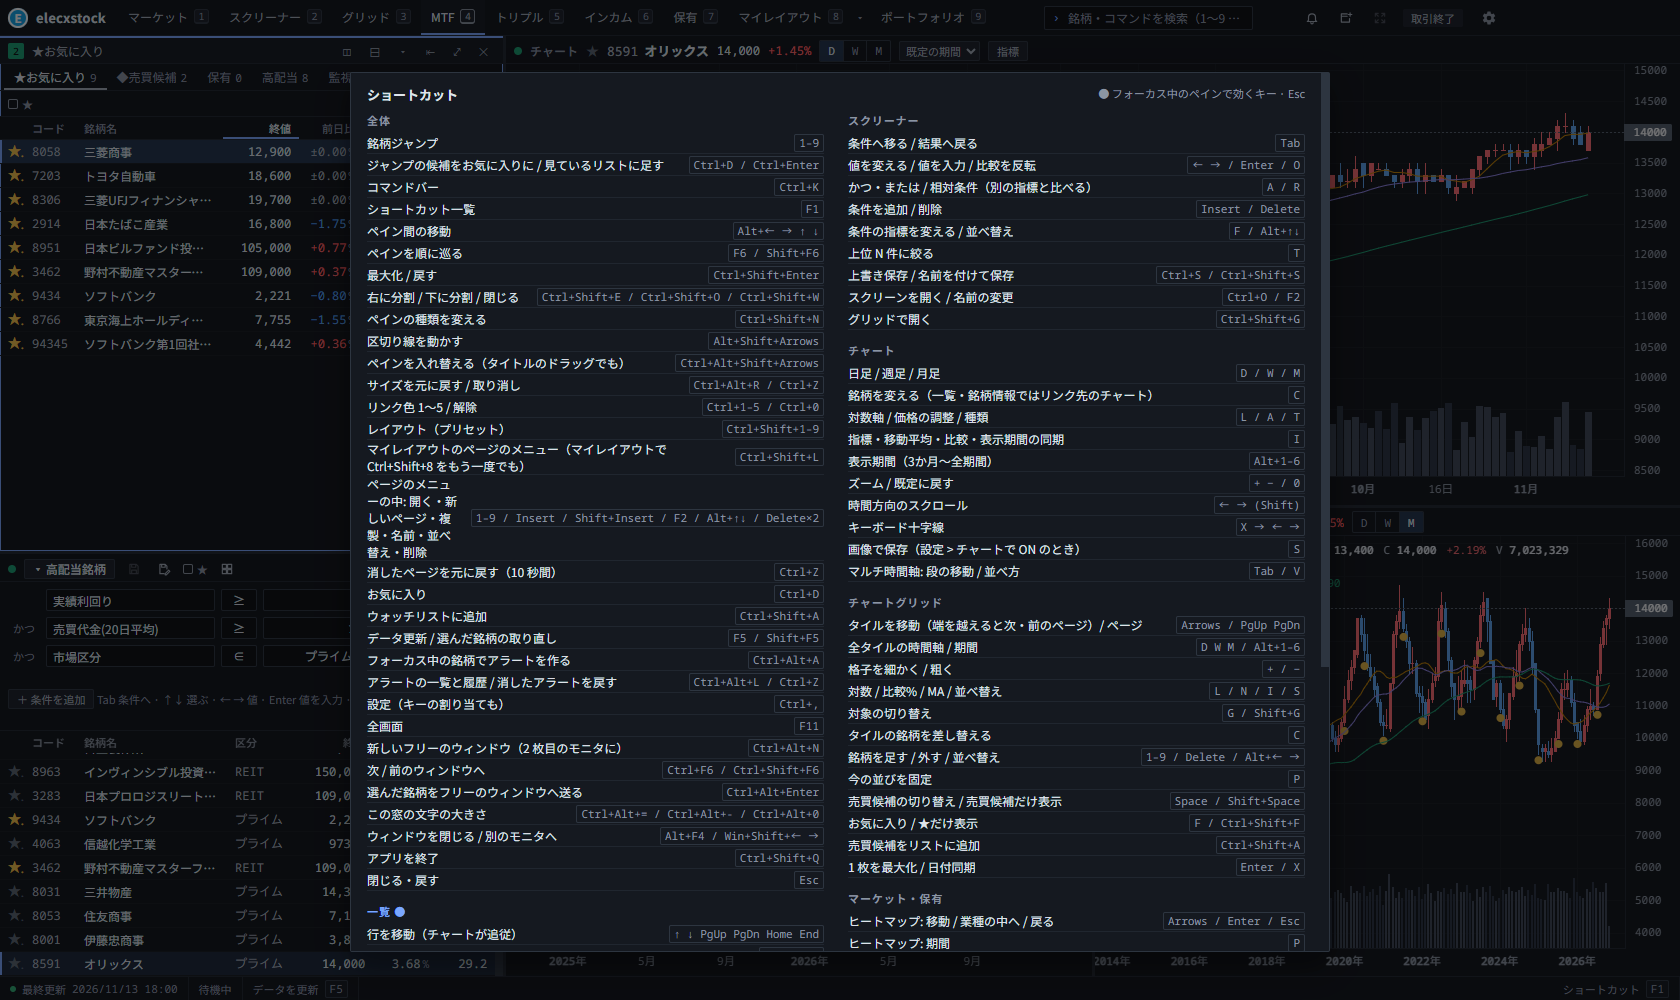 elecxstock マーケット 1 スクリーナー 2 グリッド 3 MTF 4 トリプル 5 インカム 6 保有 7 マイレイアウト 8 ポートフォリオ 9 › 銘柄・コマンドを検索（1〜9 … 取引終了
2 ★お気に入り
チャート ★ 8591 オリックス 14,000 +1.45% D W M 既定の期間 指標
★お気に入り 9 ◆売買候補 2 保有 0 高配当 8 監視
コード 銘柄名 終値 前日比
8058 三菱商事 12,900 ±0.00
7203 トヨタ自動車 18,600 ±0.00
8306 三菱UFJフィナンシャ… 19,700 ±0.00
2914 日本たばこ産業 16,800 −1.75
8951 日本ビルファンド投… 105,000 +0.77
3462 野村不動産マスター… 109,000 +0.37
9434 ソフトバンク 2,221 −0.80
8766 東京海上ホールディ… 7,755 −1.55
94345 ソフトバンク第1回社… 4,442 +0.36
高配当銘柄
実績利回り ≥
かつ 売買代金(20日平均) ≥
かつ 市場区分 ∈ プライム
＋ 条件を追加 Tab 条件へ・↑↓ 選ぶ・←→ 値・Enter 値を入力・
コード 銘柄名 区分 終
8963 インヴィンシブル投資… REIT 150,0
3283 日本プロロジスリート… REIT 109,0
9434 ソフトバンク プライム 2,2
4063 信越化学工業 プライム 973
3462 野村不動産マスターフ… REIT 109,0
8031 三井物産 プライム 14,3
8053 住友商事 プライム 7,1
8001 伊藤忠商事 プライム 3,8
8591 オリックス プライム 14,000 3.68% 29.2
ショートカット
フォーカス中のペインで効くキー · Esc
全体
銘柄ジャンプ 1-9
ジャンプの候補をお気に入りに / 見ているリストに足す Ctrl+D / Ctrl+Enter
コマンドバー Ctrl+K
ショートカット一覧 F1
ペイン間の移動 Alt+← → ↑ ↓
ペインを順に巡る F6 / Shift+F6
最大化 / 戻す Ctrl+Shift+Enter
右に分割 / 下に分割 / 閉じる Ctrl+Shift+E / Ctrl+Shift+O / Ctrl+Shift+W
ペインの種類を変える Ctrl+Shift+N
区切り線を動かす Alt+Shift+Arrows
ペインを入れ替える（タイトルのドラッグでも） Ctrl+Alt+Shift+Arrows
サイズを元に戻す / 取り消し Ctrl+Alt+R / Ctrl+Z
リンク色 1〜5 / 解除 Ctrl+1-5 / Ctrl+0
レイアウト（プリセット） Ctrl+Shift+1-9
マイレイアウトのページのメニュー（マイレイアウトで
Ctrl+Shift+8 をもう一度でも） Ctrl+Shift+L
ページのメニュ
ーの中: 開く・新
しいページ・複 1-9 / Insert / Shift+Insert / F2 / Alt+↑↓ / Delete×2
製・名前・並べ
替え・削除
消したページを元に戻す（10 秒間） Ctrl+Z
お気に入り Ctrl+D
ウォッチリストに追加 Ctrl+Shift+A
データ更新 / 選んだ銘柄の取り直し F5 / Shift+F5
フォーカス中の銘柄でアラートを作る Ctrl+Alt+A
アラートの一覧と履歴 / 消したアラートを戻す Ctrl+Alt+L / Ctrl+Z
設定（キーの割り当ても） Ctrl+,
全画面 F11
新しいフリーのウィンドウ（2 枚目のモニタに） Ctrl+Alt+N
次 / 前のウィンドウへ Ctrl+F6 / Ctrl+Shift+F6
選んだ銘柄をフリーのウィンドウへ送る Ctrl+Alt+Enter
この窓の文字の大きさ Ctrl+Alt+= / Ctrl+Alt+- / Ctrl+Alt+0
ウィンドウを閉じる / 別のモニタへ Alt+F4 / Win+Shift+← →
アプリを終了 Ctrl+Shift+Q
閉じる・戻す Esc
一覧
行を移動（チャートが追従） ↑ ↓ PgUp PgDn Home End
スクリーナー
条件へ移る / 結果へ戻る Tab
値を変える / 値を入力 / 比較を反転 ← → / Enter / O
かつ・または / 相対条件（別の指標と比べる） A / R
条件を追加 / 削除 Insert / Delete
条件の指標を変える / 並べ替え F / Alt+↑↓
上位 N 件に絞る T
上書き保存 / 名前を付けて保存 Ctrl+S / Ctrl+Shift+S
スクリーンを開く / 名前の変更 Ctrl+O / F2
グリッドで開く Ctrl+Shift+G
チャート
日足 / 週足 / 月足 D / W / M
銘柄を変える（一覧・銘柄情報ではリンク先のチャート） C
対数軸 / 価格の調整 / 種類 L / A / T
指標・移動平均・比較・表示期間の同期 I
表示期間（3か月〜全期間） Alt+1-6
ズーム / 既定に戻す + − / 0
時間方向のスクロール ← → (Shift)
キーボード十字線 X → ← →
画像で保存（設定 > チャートで ON のとき） S
マルチ時間軸: 段の移動 / 並べ方 Tab / V
チャートグリッド
タイルを移動（端を越えると次・前のページ）/ ページ Arrows / PgUp PgDn
全タイルの時間軸 / 期間 D W M / Alt+1-6
格子を細かく / 粗く + / −
対数 / 比較% / MA / 並べ替え L / N / I / S
対象の切り替え G / Shift+G
タイルの銘柄を差し替える C
銘柄を足す / 外す / 並べ替え 1-9 / Delete / Alt+← →
今の並びを固定 P
売買候補の切り替え / 売買候補だけ表示 Space / Shift+Space
お気に入り / ★だけ表示 F / Ctrl+Shift+F
売買候補をリストに追加 Ctrl+Shift+A
1 枚を最大化 / 日付同期 Enter / X
マーケット・保有
ヒートマップ: 移動 / 業種の中へ / 戻る Arrows / Enter / Esc
ヒートマップ: 期間 P
15000
14500
14000
13500
13000
12500
12000
11500
11000
10500
10000
9500
9000
8500
10月 16日 11月
5% D W M
13,400 C 14,000 +2.19% V 7,023,329
16000
15000
14000
13000
12000
11000
10000
9000
8000
7000
6000
5000
4000
2025年 5月 9月 2026年 5月 9月 2014年 2016年 2018年 2020年 2022年 2024年 2026年
最終更新 2026/11/13 18:00 待機中 データを更新 F5 ショートカット F1